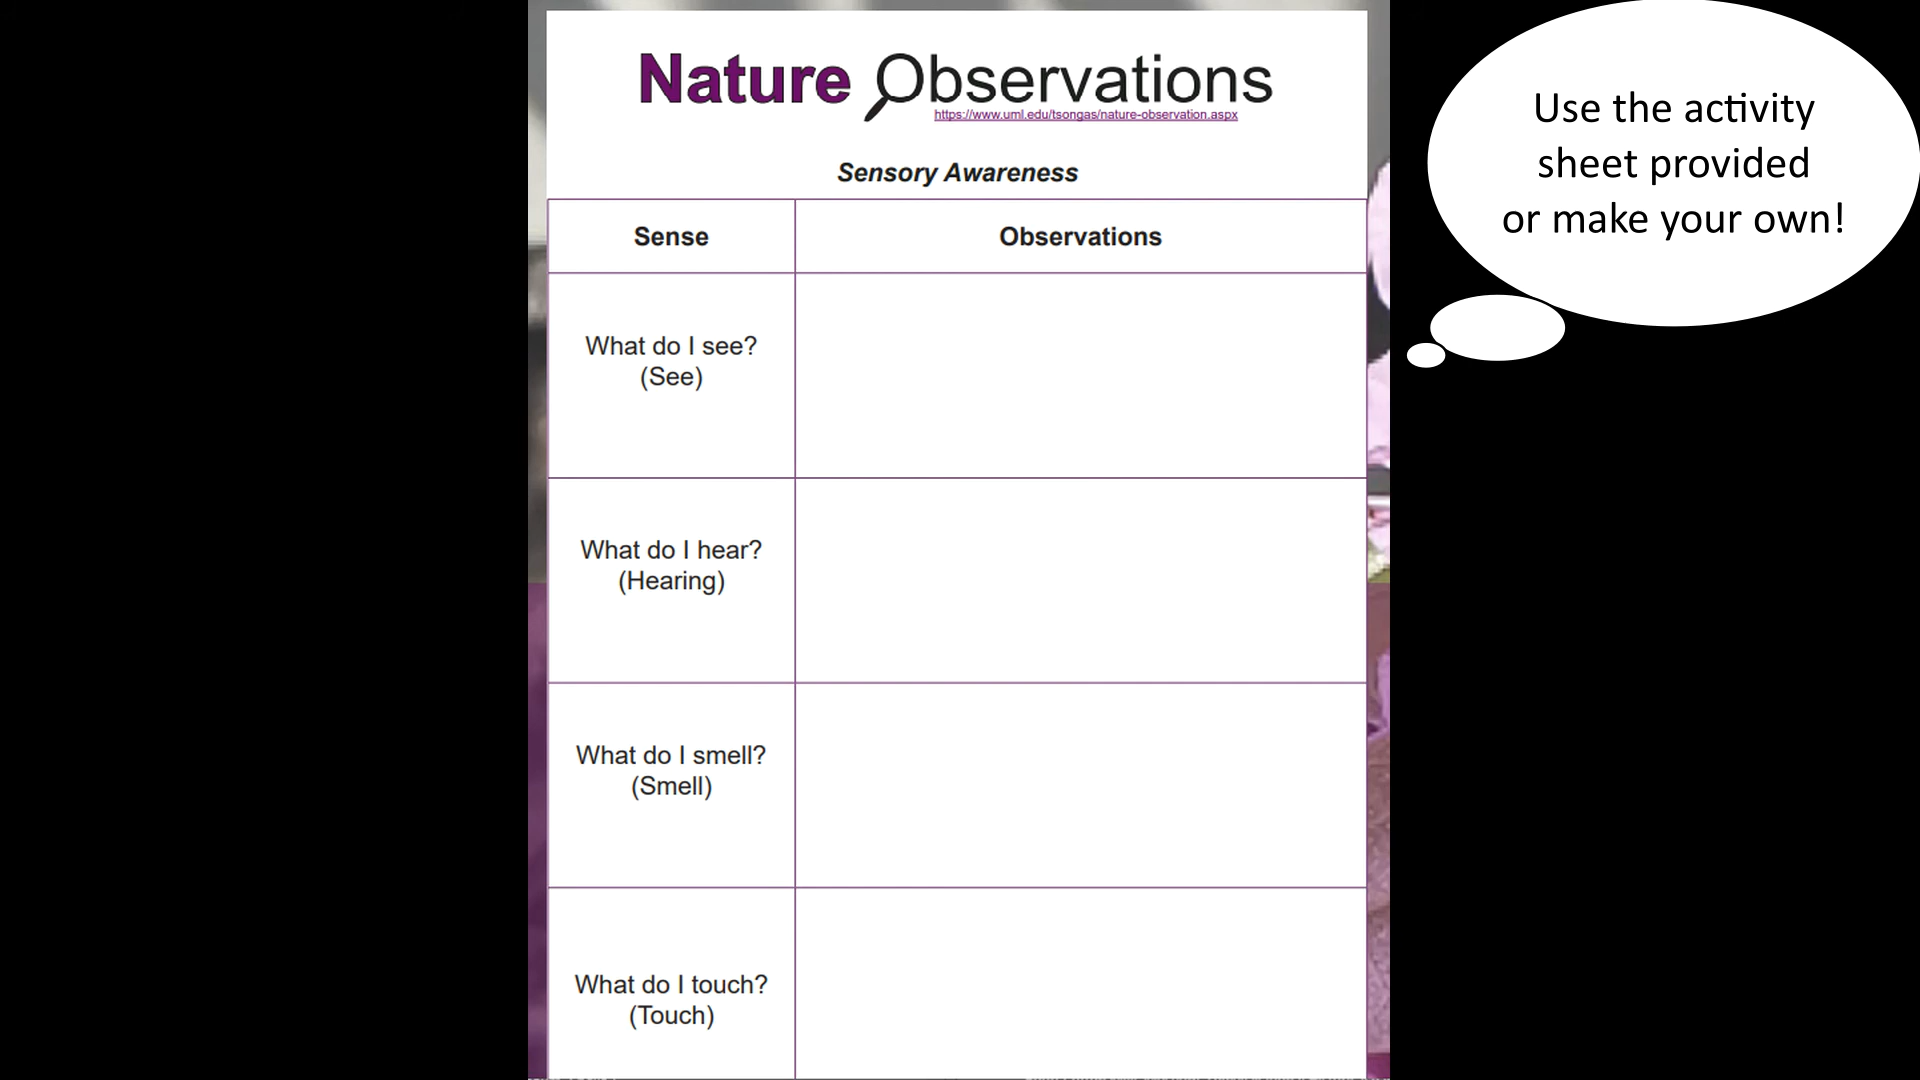 Nature Observations
https://www.uml.edu/tsongas/nature-observation.aspx
Sensory Awareness
Sense
Observations
What do I see?
(See)
What do I hear?
(Hearing)
What do I smell?
(Smell)
What do I touch?
(Touch)
Use the activity
sheet provided
or make your own!